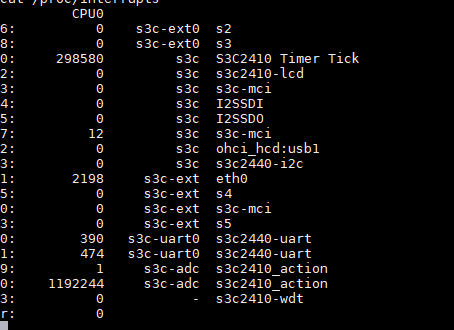 cat /proc/interrupts
CPU0
6: 0 s3c-ext0 s2
8: 0 s3c-ext0 s3
0: 298580 s3c S3C2410 Timer Tick
2: 0 s3c s3c2410-lcd
3: 0 s3c s3c-mci
4: 0 s3c I2SSDI
5: 0 s3c I2SSDO
7: 12 s3c s3c-mci
2: 0 s3c ohci_hcd:usb1
3: 0 s3c s3c2440-i2c
1: 2198 s3c-ext eth0
5: 0 s3c-ext s4
0: 0 s3c-ext s3c-mci
3: 0 s3c-ext s5
0: 390 s3c-uart0 s3c2440-uart
1: 474 s3c-uart0 s3c2440-uart
9: 1 s3c-adc s3c2410_action
0: 1192244 s3c-adc s3c2410_action
3: 0 - s3c2410-wdt
r: 0